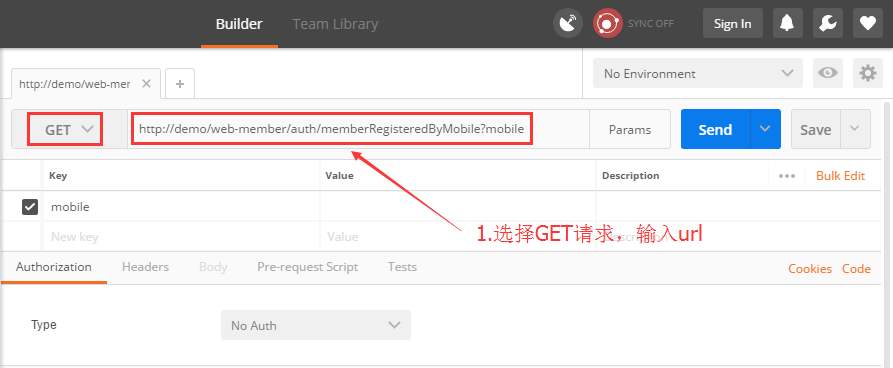 Builder Team Library SYNC OFF Sign In
http://demo/web-mer × + No Environment
GET http://demo/web-member/auth/memberRegisteredByMobile?mobile Params Send Save
Key Value Description ••• Bulk Edit
mobile
New key Value
1.选择GET请求，输入url
Authorization Headers Body Pre-request Script Tests Cookies Code
Type No Auth